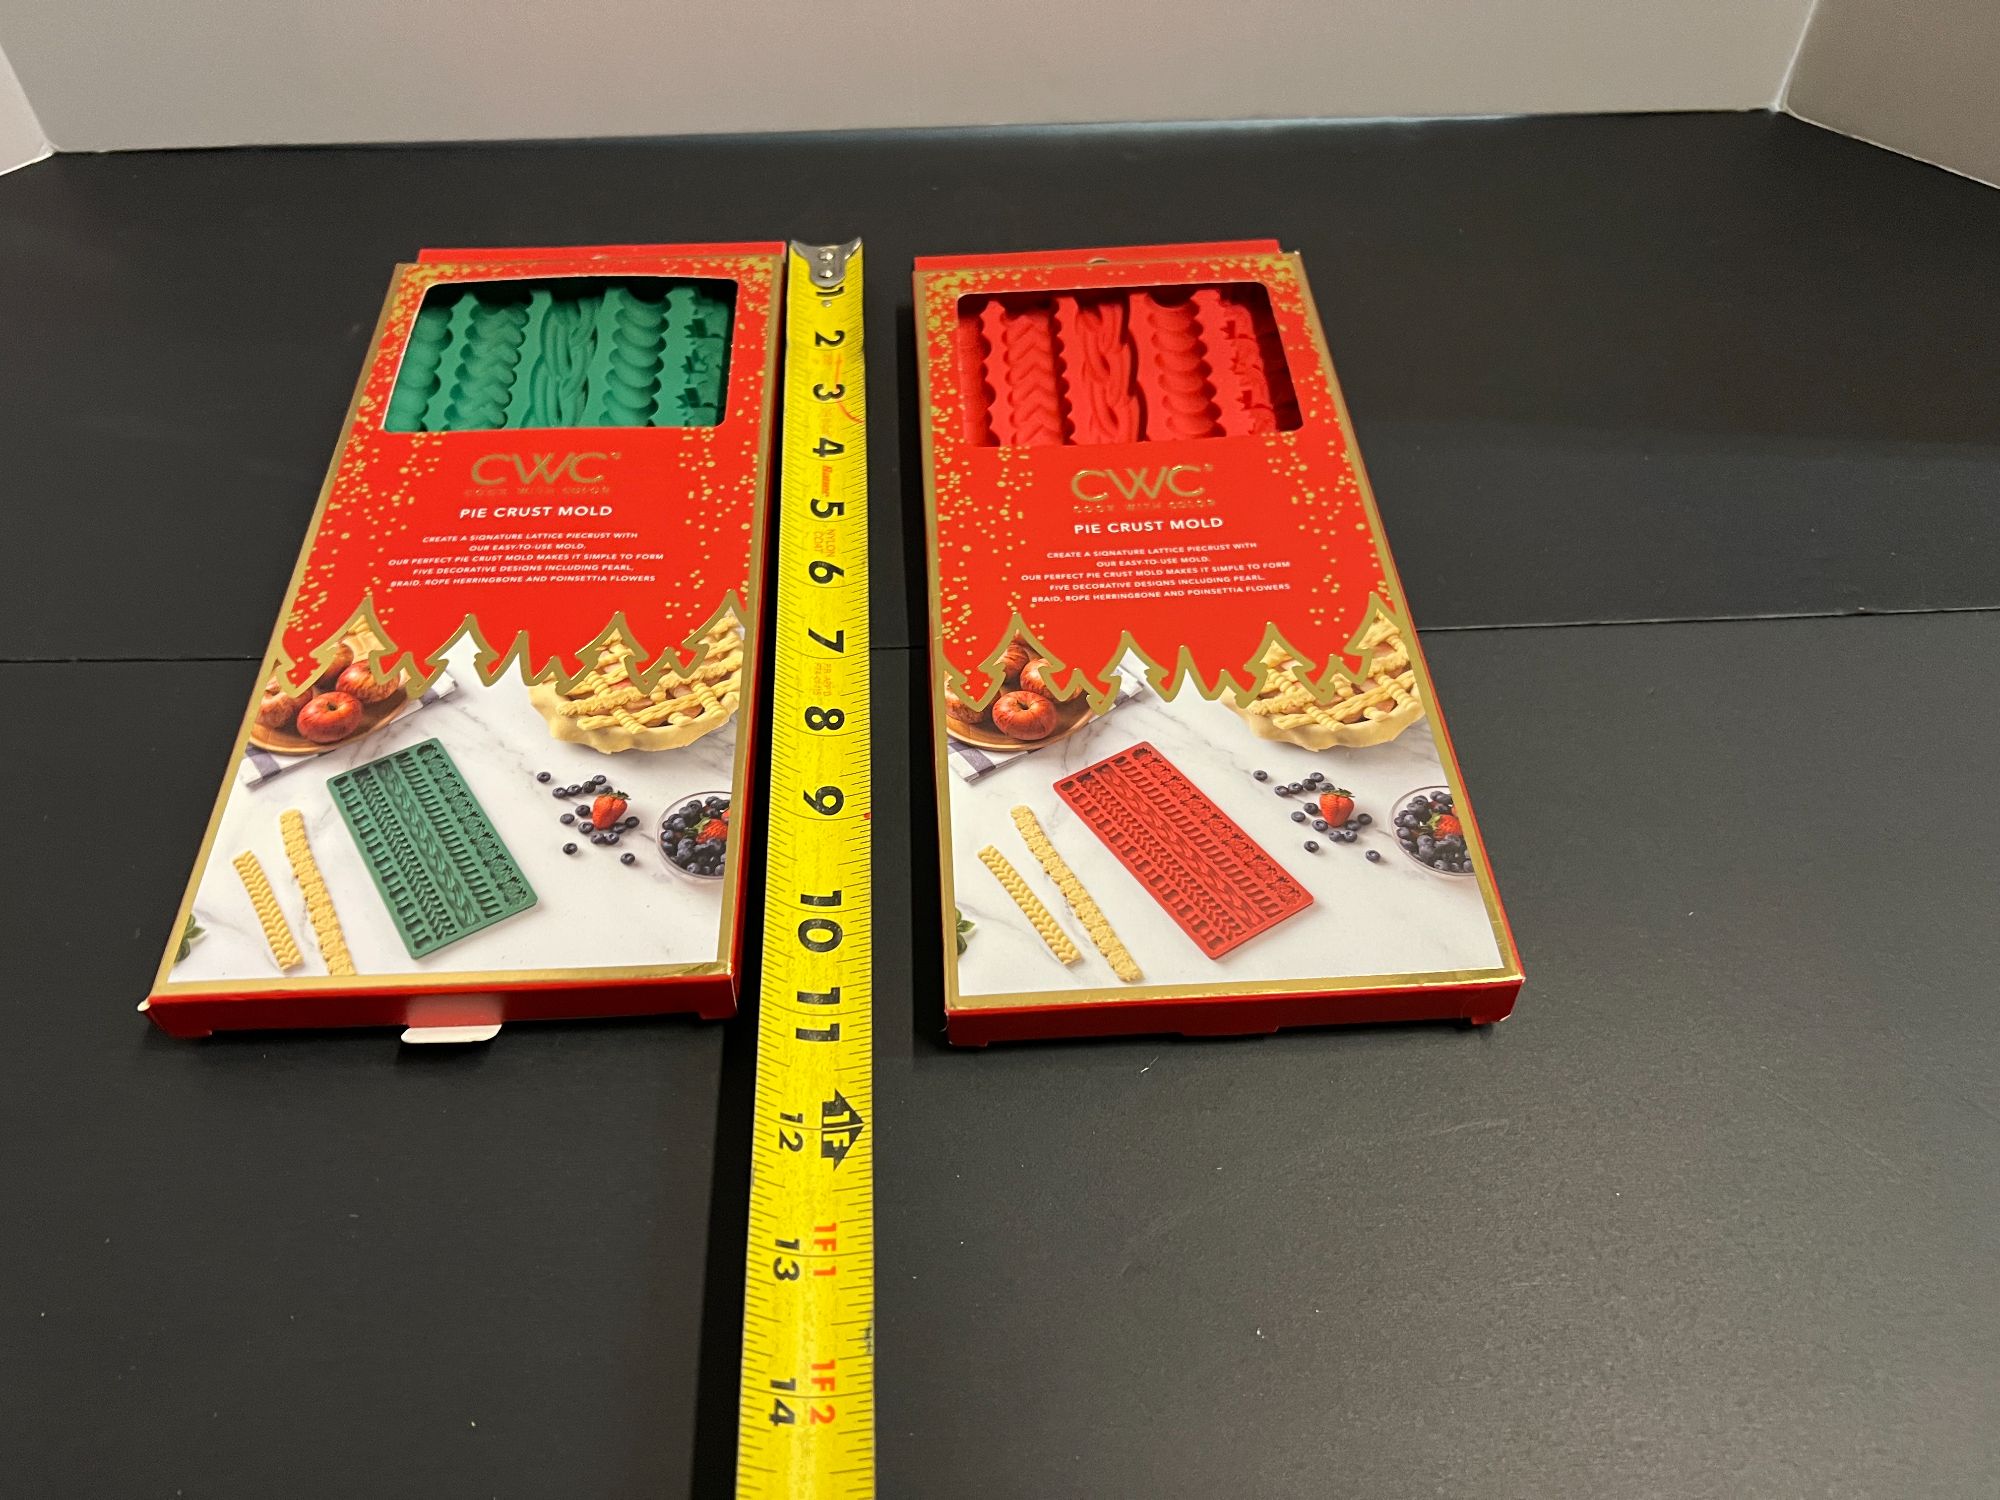 CWC
COOK WITH COLOR
PIE CRUST MOLD
CREATE A SIGNATURE LATTICE PIECRUST WITH
OUR EASY-TO-USE MOLD.
OUR PERFECT PIE CRUST MOLD MAKES IT SIMPLE TO FORM
FIVE DECORATIVE DESIGNS INCLUDING PEARL,
BRAID, ROPE HERRINGBONE AND POINSETTIA FLOWERS
1
2
3
4
5
NYLON
COAT
6
7
8
9
10
11
12 1F
13 1F1
14 1F2
CWC
COOK WITH COLOR
PIE CRUST MOLD
CREATE A SIGNATURE LATTICE PIECRUST WITH
OUR EASY-TO-USE MOLD.
OUR PERFECT PIE CRUST MOLD MAKES IT SIMPLE TO FORM
FIVE DECORATIVE DESIGNS INCLUDING PEARL,
BRAID, ROPE HERRINGBONE AND POINSETTIA FLOWERS